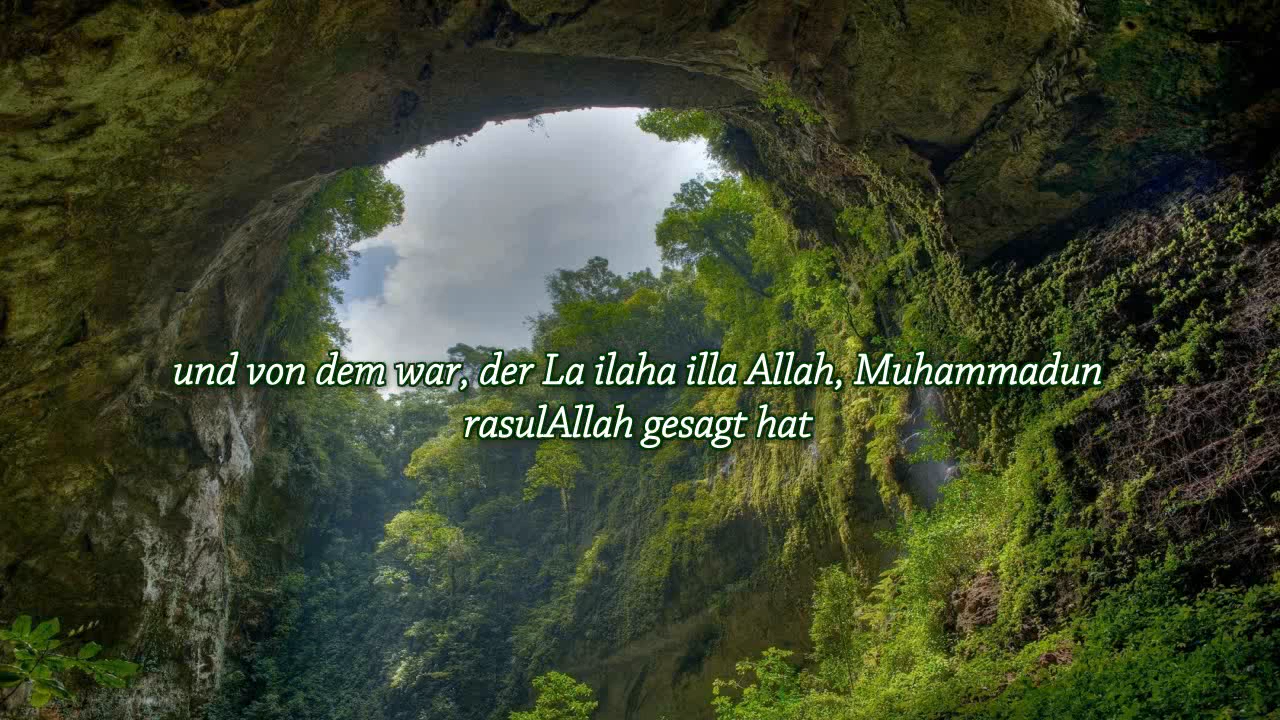 und von dem war, der La ilaha illa Allah, Muhammadun
rasulAllah gesagt hat